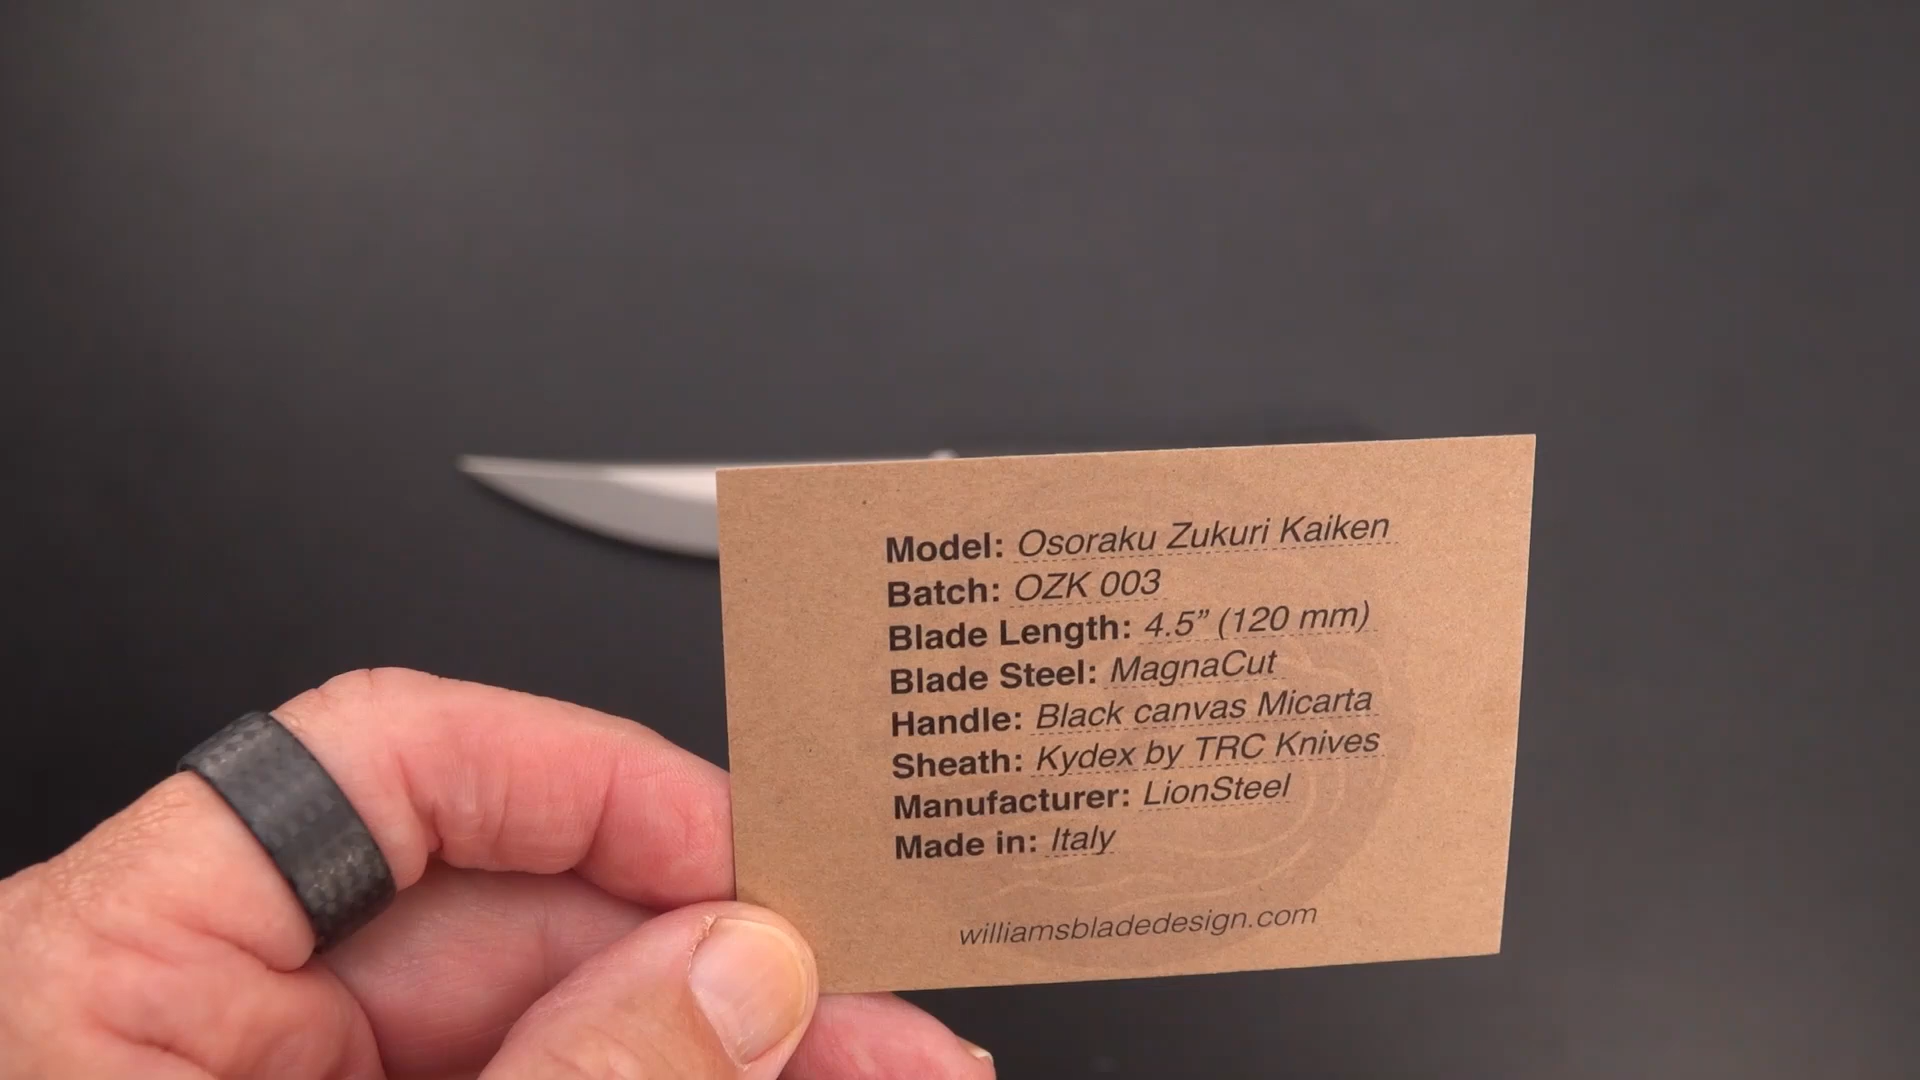 Model: Osoraku Zukuri Kaiken
Batch: OZK 003
Blade Length: 4.5” (120 mm)
Blade Steel: MagnaCut
Handle: Black canvas Micarta
Sheath: Kydex by TRC Knives
Manufacturer: LionSteel
Made in: Italy
williamsbladedesign.com